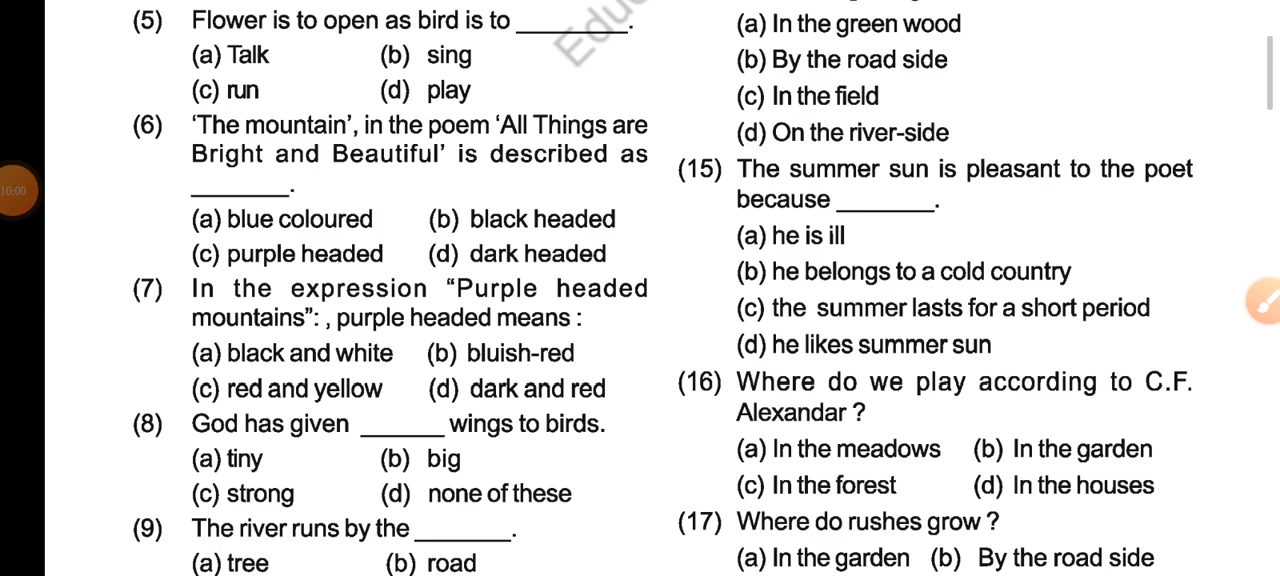 (5) Flower is to open as bird is to ________.
(a) Talk (b) sing
(c) run (d) play
(6) ‘The mountain’, in the poem ‘All Things are
Bright and Beautiful’ is described as
________.
(a) blue coloured (b) black headed
(c) purple headed (d) dark headed
(7) In the expression “Purple headed
mountains”: , purple headed means :
(a) black and white (b) bluish-red
(c) red and yellow (d) dark and red
(8) God has given ______ wings to birds.
(a) tiny (b) big
(c) strong (d) none of these
(9) The river runs by the _______.
(a) tree (b) road
Educ
(a) In the green wood
(b) By the road side
(c) In the field
(d) On the river-side
(15) The summer sun is pleasant to the poet
because ________.
(a) he is ill
(b) he belongs to a cold country
(c) the summer lasts for a short period
(d) he likes summer sun
(16) Where do we play according to C.F.
Alexandar ?
(a) In the meadows (b) In the garden
(c) In the forest (d) In the houses
(17) Where do rushes grow ?
(a) In the garden (b) By the road side
10:00